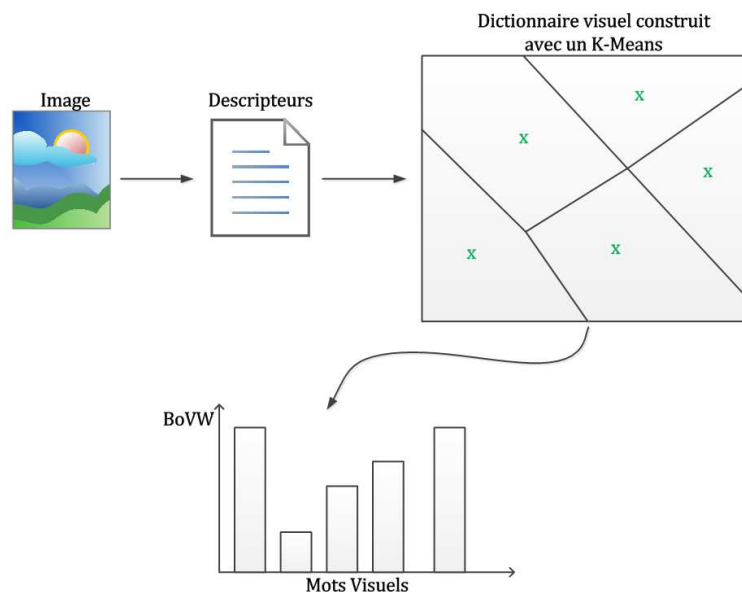 Dictionnaire visuel construit
avec un K-Means
Image
Descripteurs
x
x
x
x
x
BoVW
Mots Visuels